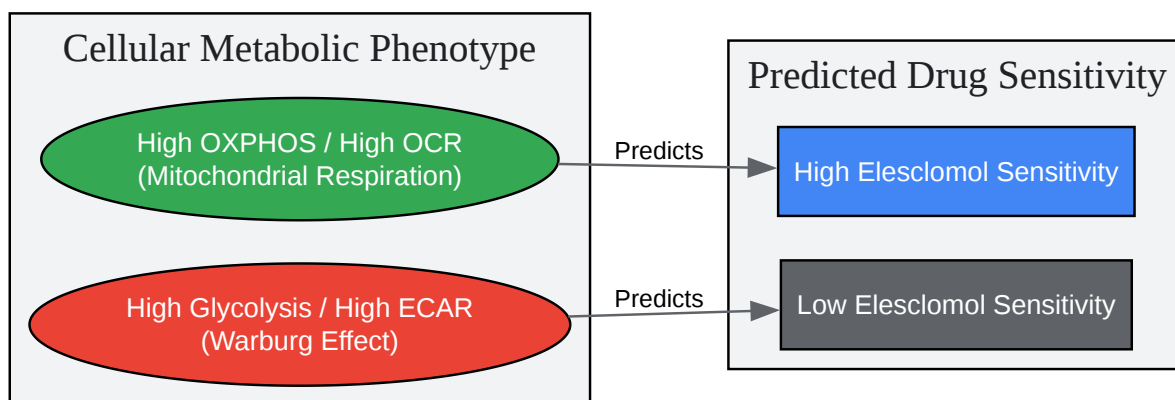 Cellular Metabolic Phenotype
High OXPHOS / High OCR
(Mitochondrial Respiration)
High Glycolysis / High ECAR
(Warburg Effect)
Predicts
Predicts
Predicted Drug Sensitivity
High Elesclomol Sensitivity
Low Elesclomol Sensitivity